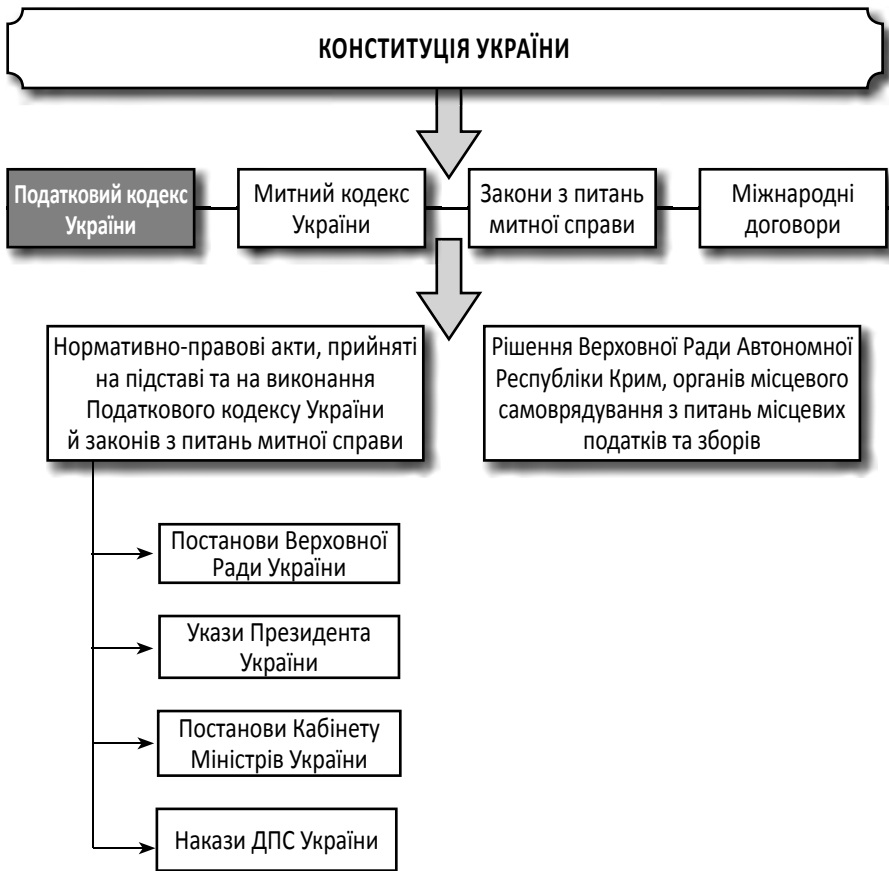 КОНСТИТУЦІЯ УКРАЇНИ
Податковий кодекс
України
Митний кодекс
України
Закони з питань
митної справи
Міжнародні
договори
Нормативно-правові акти, прийняті
на підставі та на виконання
Податкового кодексу України
й законів з питань митної справи
Рішення Верховної Ради Автономної
Республіки Крим, органів місцевого
самоврядування з питань місцевих
податків та зборів
Постанови Верховної
Ради України
Укази Президента
України
Постанови Кабінету
Міністрів України
Накази ДПС України